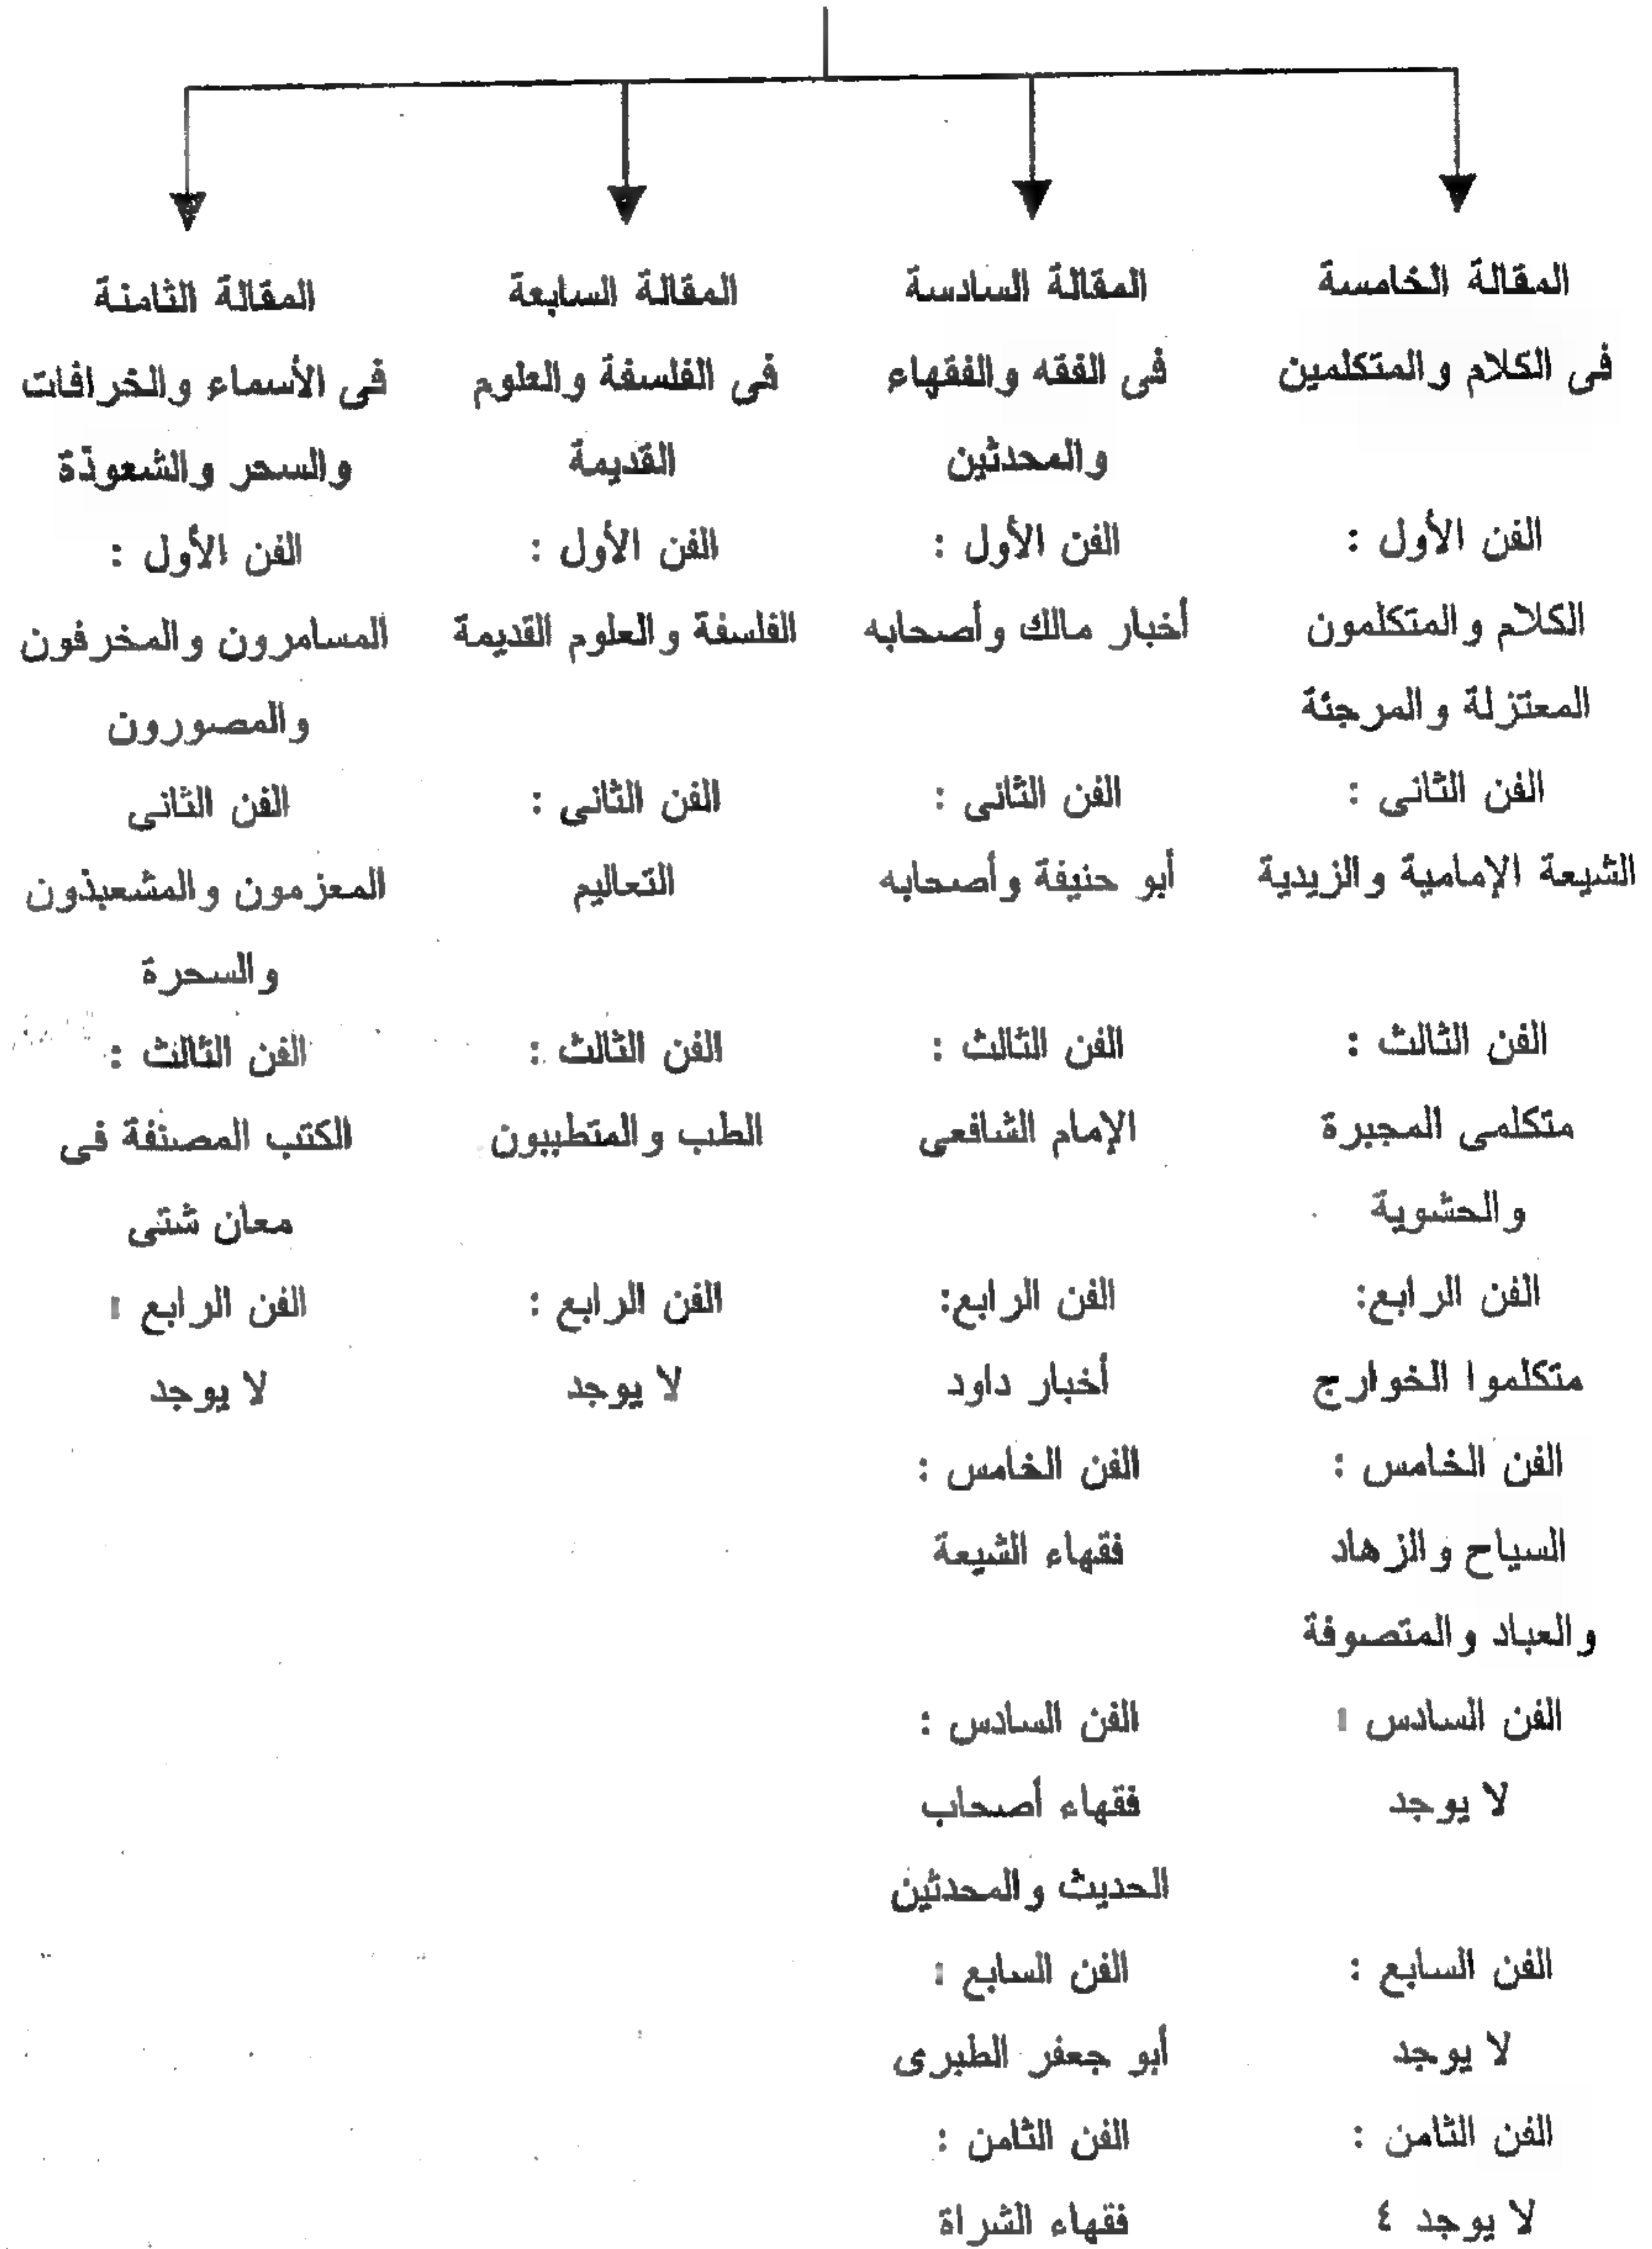 المقالة الخامسة
فى الكلام والمتكلمين
الفن الأول :
الكلام والمتكلمون
المعتزلة والمرجئة
الفن الثانى :
الشيعة الإمامية والزيدية
الفن الثالث :
متكلمى المجبرة
والحشوية
الفن الرابع:
متكلموا الخوارج
الفن الخامس :
السياح والزهاد
والعباد والمتصوفة
الفن السادس :
لا يوجد
الفن السابع :
لا يوجد
الفن الثامن :
لا يوجد ٤
المقالة السادسة
فى الفقه والفقهاء
والمحدثين
الفن الأول :
أخبار مالك وأصحابه
الفن الثانى :
أبو حنيفة وأصحابه
الفن الثالث :
الإمام الشافعى
الفن الرابع:
أخبار داود
الفن الخامس :
فقهاء الشيعة
الفن السادس :
فقهاء أصحاب
الحديث والمحدثين
الفن السابع :
أبو جعفر الطبرى
الفن الثامن :
فقهاء الشراة
المقالة السابعة
فى الفلسفة والعلوم
القديمة
الفن الأول :
الفلسفة والعلوم القديمة
الفن الثانى :
التعاليم
الفن الثالث :
الطب والمتطببون
الفن الرابع :
لا يوجد
المقالة الثامنة
فى الأسماء والخرافات
والسحر والشعوذة
الفن الأول :
المسامرون والمخرفون
والمصورون
الفن الثانى
المعزمون والمشعبذون
والسحرة
الفن الثالث :
الكتب المصنفة فى
معان شتى
الفن الرابع :
لا يوجد